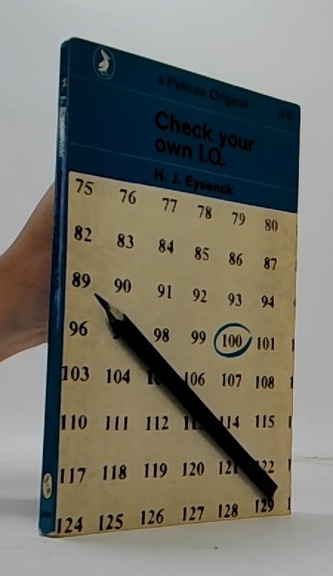 a Pelican Original
Check your
own I.Q.
H. J. Eysenck
75 76 77 78 79 80
82 83 84 85 86 87
89 90 91 92 93 94
96 98 99 100 101
103 104 106 107 108
110 111 112 114 115
117 118 119 120 121 122
124 125 126 127 128 129